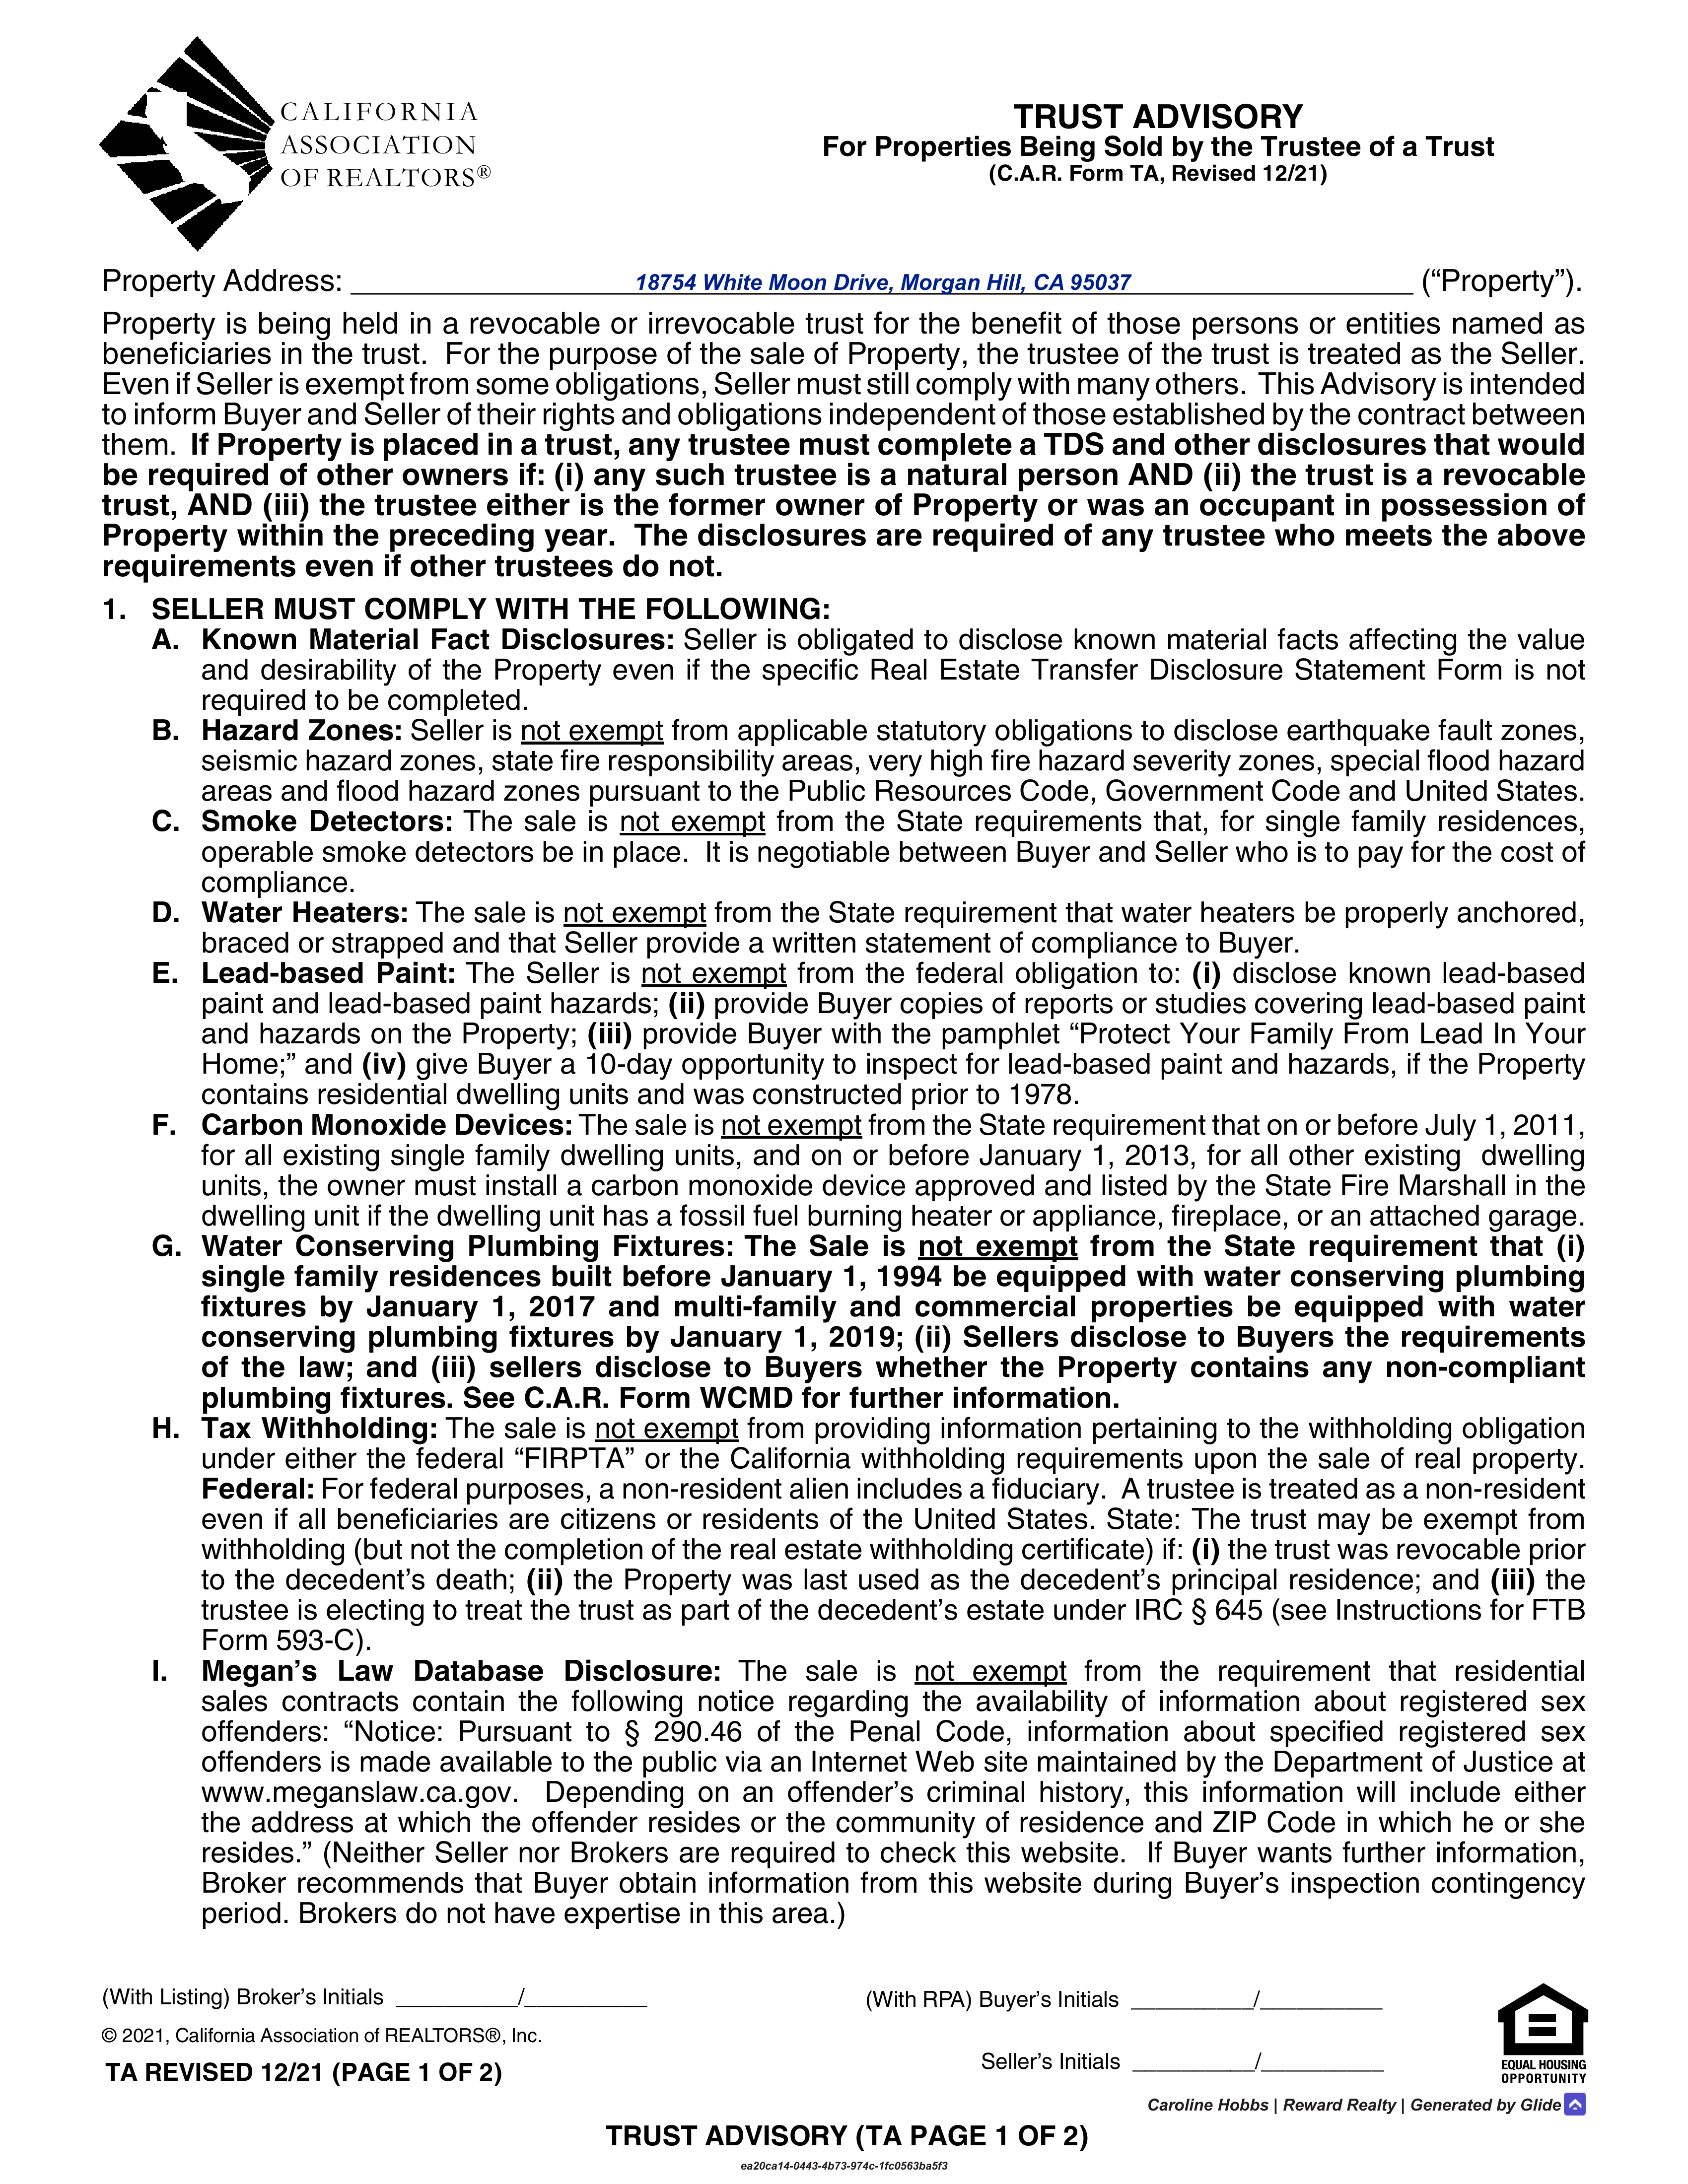 CALIFORNIA
ASSOCIATION
OF REALTORS®
TRUST ADVISORY
For Properties Being Sold by the Trustee of a Trust
(C.A.R. Form TA, Revised 12/21)
Property Address: 18754 White Moon Drive, Morgan Hill, CA 95037 (“Property”).
Property is being held in a revocable or irrevocable trust for the benefit of those persons or entities named as
beneficiaries in the trust. For the purpose of the sale of Property, the trustee of the trust is treated as the Seller.
Even if Seller is exempt from some obligations, Seller must still comply with many others. This Advisory is intended
to inform Buyer and Seller of their rights and obligations independent of those established by the contract between
them. If Property is placed in a trust, any trustee must complete a TDS and other disclosures that would
be required of other owners if: (i) any such trustee is a natural person AND (ii) the trust is a revocable
trust, AND (iii) the trustee either is the former owner of Property or was an occupant in possession of
Property within the preceding year. The disclosures are required of any trustee who meets the above
requirements even if other trustees do not.
1. SELLER MUST COMPLY WITH THE FOLLOWING:
A. Known Material Fact Disclosures: Seller is obligated to disclose known material facts affecting the value
and desirability of the Property even if the specific Real Estate Transfer Disclosure Statement Form is not
required to be completed.
B. Hazard Zones: Seller is not exempt from applicable statutory obligations to disclose earthquake fault zones,
seismic hazard zones, state fire responsibility areas, very high fire hazard severity zones, special flood hazard
areas and flood hazard zones pursuant to the Public Resources Code, Government Code and United States.
C. Smoke Detectors: The sale is not exempt from the State requirements that, for single family residences,
operable smoke detectors be in place. It is negotiable between Buyer and Seller who is to pay for the cost of
compliance.
D. Water Heaters: The sale is not exempt from the State requirement that water heaters be properly anchored,
braced or strapped and that Seller provide a written statement of compliance to Buyer.
E. Lead-based Paint: The Seller is not exempt from the federal obligation to: (i) disclose known lead-based
paint and lead-based paint hazards; (ii) provide Buyer copies of reports or studies covering lead-based paint
and hazards on the Property; (iii) provide Buyer with the pamphlet “Protect Your Family From Lead In Your
Home;” and (iv) give Buyer a 10-day opportunity to inspect for lead-based paint and hazards, if the Property
contains residential dwelling units and was constructed prior to 1978.
F. Carbon Monoxide Devices: The sale is not exempt from the State requirement that on or before July 1, 2011,
for all existing single family dwelling units, and on or before January 1, 2013, for all other existing dwelling
units, the owner must install a carbon monoxide device approved and listed by the State Fire Marshall in the
dwelling unit if the dwelling unit has a fossil fuel burning heater or appliance, fireplace, or an attached garage.
G. Water Conserving Plumbing Fixtures: The Sale is not exempt from the State requirement that (i)
single family residences built before January 1, 1994 be equipped with water conserving plumbing
fixtures by January 1, 2017 and multi-family and commercial properties be equipped with water
conserving plumbing fixtures by January 1, 2019; (ii) Sellers disclose to Buyers the requirements
of the law; and (iii) sellers disclose to Buyers whether the Property contains any non-compliant
plumbing fixtures. See C.A.R. Form WCMD for further information.
H. Tax Withholding: The sale is not exempt from providing information pertaining to the withholding obligation
under either the federal “FIRPTA” or the California withholding requirements upon the sale of real property.
Federal: For federal purposes, a non-resident alien includes a fiduciary. A trustee is treated as a non-resident
even if all beneficiaries are citizens or residents of the United States. State: The trust may be exempt from
withholding (but not the completion of the real estate withholding certificate) if: (i) the trust was revocable prior
to the decedent’s death; (ii) the Property was last used as the decedent’s principal residence; and (iii) the
trustee is electing to treat the trust as part of the decedent’s estate under IRC § 645 (see Instructions for FTB
Form 593-C).
I. Megan’s Law Database Disclosure: The sale is not exempt from the requirement that residential
sales contracts contain the following notice regarding the availability of information about registered sex
offenders: “Notice: Pursuant to § 290.46 of the Penal Code, information about specified registered sex
offenders is made available to the public via an Internet Web site maintained by the Department of Justice at
www.meganslaw.ca.gov. Depending on an offender’s criminal history, this information will include either
the address at which the offender resides or the community of residence and ZIP Code in which he or she
resides.” (Neither Seller nor Brokers are required to check this website. If Buyer wants further information,
Broker recommends that Buyer obtain information from this website during Buyer’s inspection contingency
period. Brokers do not have expertise in this area.)
(With Listing) Broker’s Initials __________/__________
(With RPA) Buyer’s Initials __________/__________
© 2021, California Association of REALTORS®, Inc.
Seller’s Initials __________/__________
TA REVISED 12/21 (PAGE 1 OF 2)
EQUAL HOUSING
OPPORTUNITY
Caroline Hobbs | Reward Realty | Generated by Glide
TRUST ADVISORY (TA PAGE 1 OF 2)
ea20ca14-0443-4b73-974c-1fc0563ba5f3